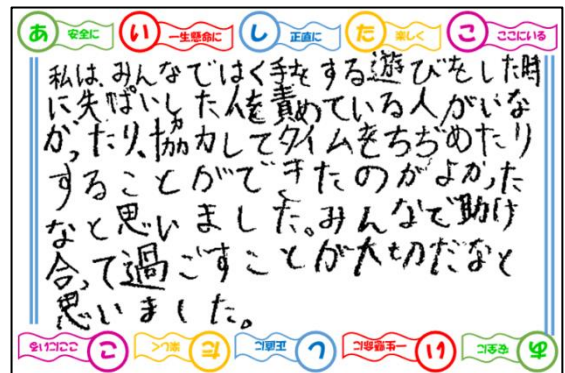 あ 安全に い 一生懸命に し 正直に た 楽しく こ ここにいる
私は、みんなではく手をする遊びをした時
に失ぱいした人を責めている人がいな
かったり、協力してタイムをちぢめたり
することができたのがよかった
なと思いました。みんなで助け
合って過ごすことが大切だなと
思いました。
こ ここにいる た 楽しく し 正直に い 一生懸命に あ 安全に